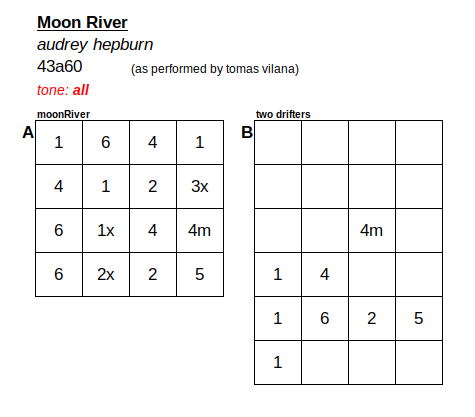 Moon River
audrey hepburn
43a60 (as performed by tomas vilana)
tone: all
moonRiver
A
1 6 4 1
4 1 2 3x
6 1x 4 4m
6 2x 2 5
two drifters
B
4m
1 4
1 6 2 5
1